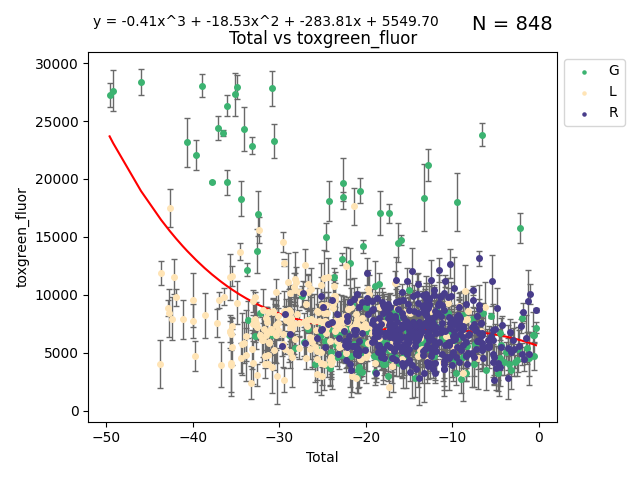 y = -0.41x^3 + -18.53x^2 + -283.81x + 5549.70
N = 848
Total vs toxgreen_fluor
30000
25000
20000
15000
10000
5000
0
toxgreen_fluor
−50 −40 −30 −20 −10 0
Total
G
L
R